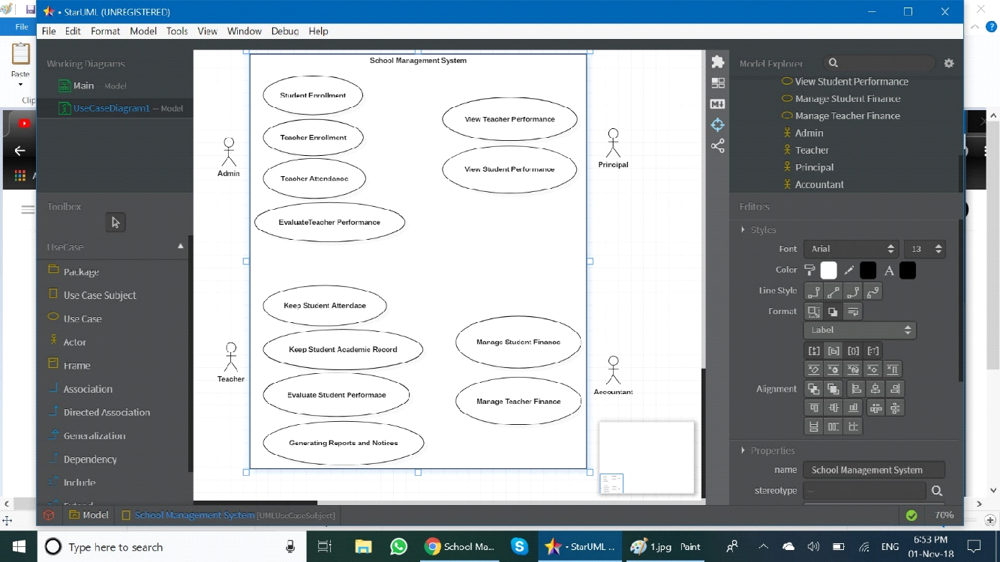 • StarUML (UNREGISTERED)
File
File Edit Format Model Tools View Window Debug Help
Paste
Clip
Working Diagrams
Main — Model
UseCaseDiagram1 — Model
Toolbox
UseCase
Package
Use Case Subject
Use Case
Actor
Frame
Association
Directed Association
Generalization
Dependency
Include
Extend
School Management System
Student Enrollment
Teacher Enrollment
Teacher Attendance
EvaluateTeacher Performance
View Teacher Performance
View Student Performance
Admin
Principal
Keep Student Attendace
Keep Student Academic Record
Evaluate Student Performape
Generating Reports and Notices
Manage Student Finance
Manage Teacher Finance
Teacher
Accountant
Model Explorer
View Student Performance
Manage Student Finance
Manage Teacher Finance
Admin
Teacher
Principal
Accountant
Editors
Styles
Font Arial 13
Color
Line Style
Format
Label
Alignment
Properties
name School Management System
stereotype —
Model School Management System [UMLUseCaseSubject]
70%
Type here to search
School Ma...
• StarUML ...
1.jpg Paint
ENG
6:53 PM
01-Nov-18